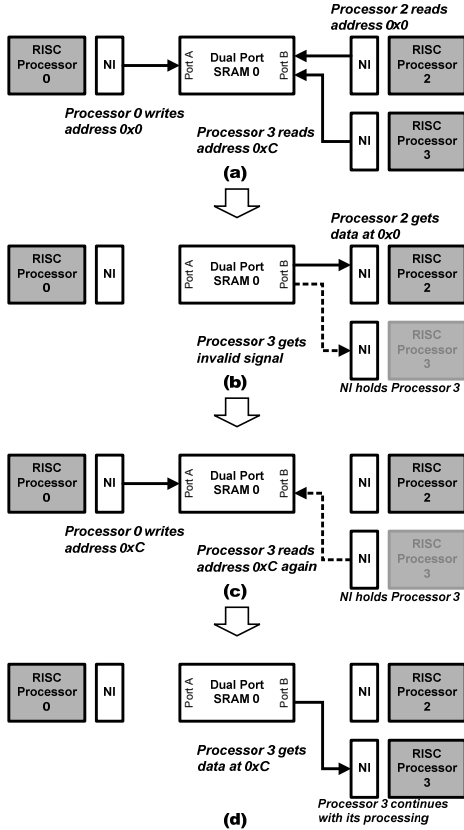 Processor 2 reads
address 0x0
RISC
Processor
0
NI
Port A
Dual Port
SRAM 0
Port B
NI
RISC
Processor
2
Processor 0 writes
address 0x0
Processor 3 reads
address 0xC
NI
RISC
Processor
3
(a)
Processor 2 gets
data at 0x0
RISC
Processor
0
NI
Port A
Dual Port
SRAM 0
Port B
NI
RISC
Processor
2
Processor 3 gets
invalid signal
NI
RISC
Processor
3
NI holds Processor 3
(b)
RISC
Processor
0
NI
Port A
Dual Port
SRAM 0
Port B
NI
RISC
Processor
2
Processor 0 writes
address 0xC
Processor 3 reads
address 0xC again
NI
RISC
Processor
3
NI holds Processor 3
(c)
RISC
Processor
0
NI
Port A
Dual Port
SRAM 0
Port B
NI
RISC
Processor
2
Processor 3 gets
data at 0xC
NI
RISC
Processor
3
Processor 3 continues
with its processing
(d)